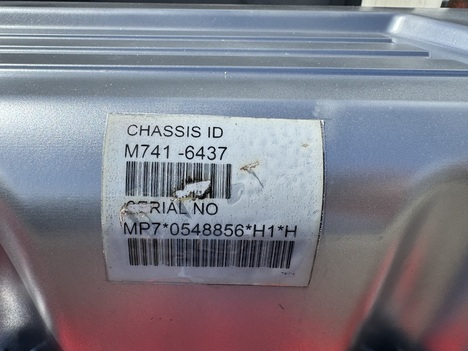 CHASSIS ID
M741 -6437
SERIAL NO
MP7*0548856*H1*H